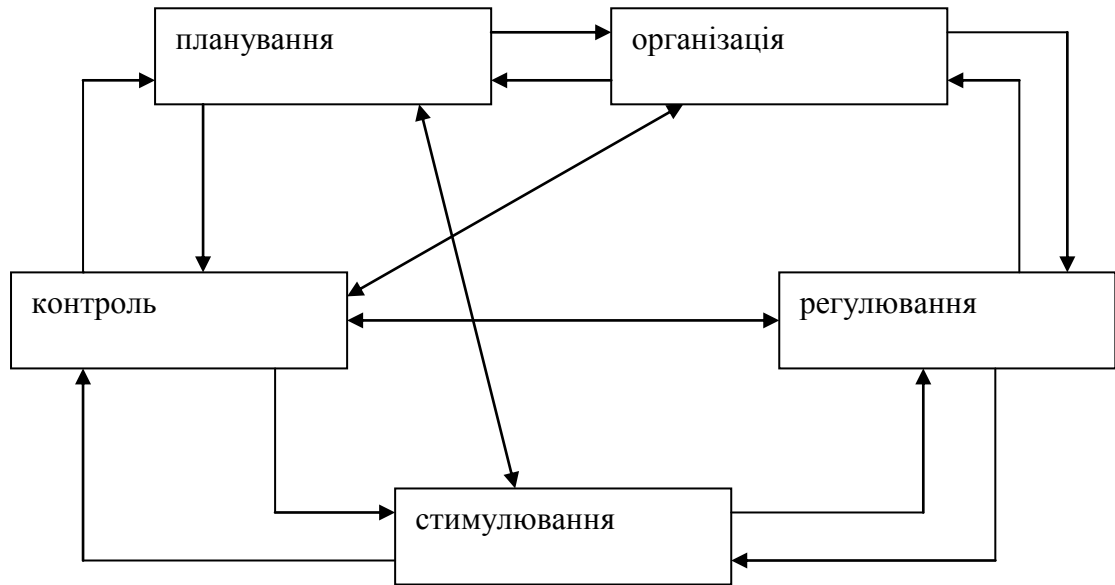 планування
організація
контроль
регулювання
стимулювання